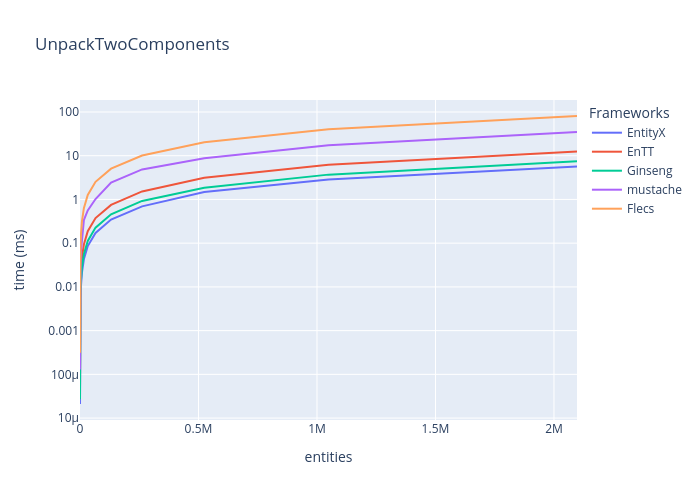 UnpackTwoComponents
100
10
1
0.1
0.01
0.001
100μ
10μ
time (ms)
0 0.5M 1M 1.5M 2M
entities
Frameworks
EntityX
EnTT
Ginseng
mustache
Flecs